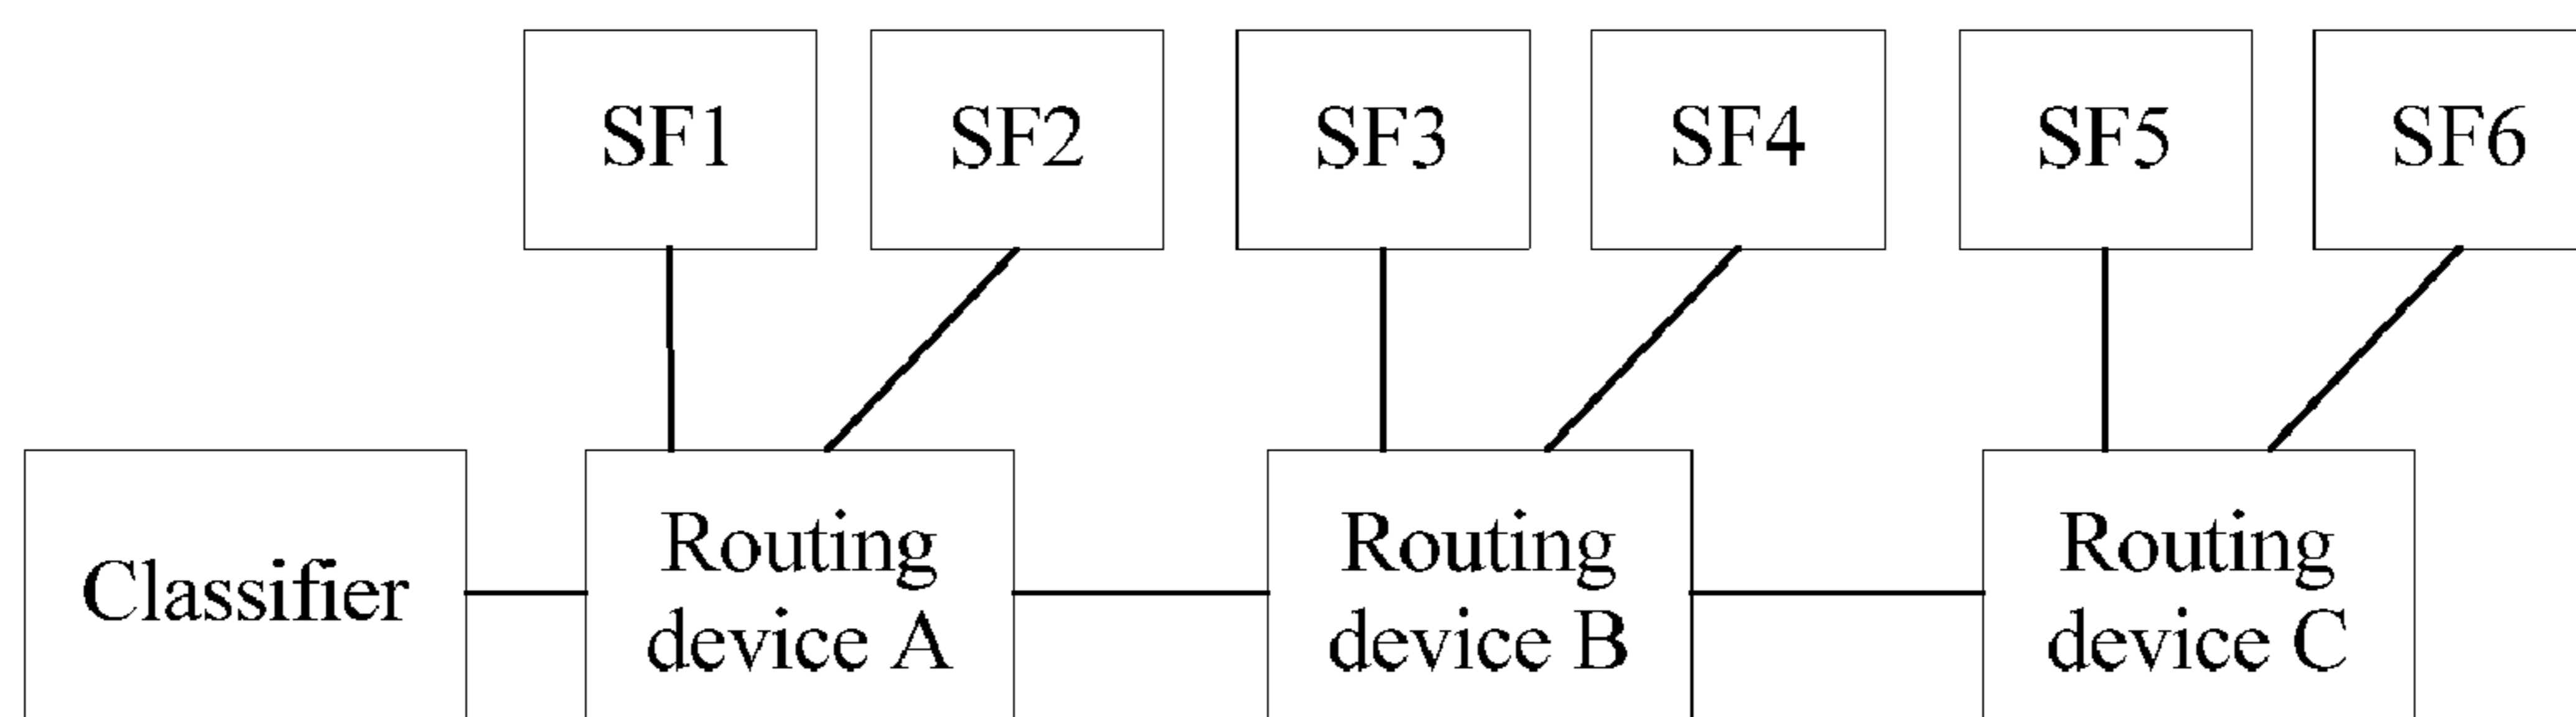 SF1
SF2
SF3
SF4
SF5
SF6
Classifier
Routing
device A
Routing
device B
Routing
device C